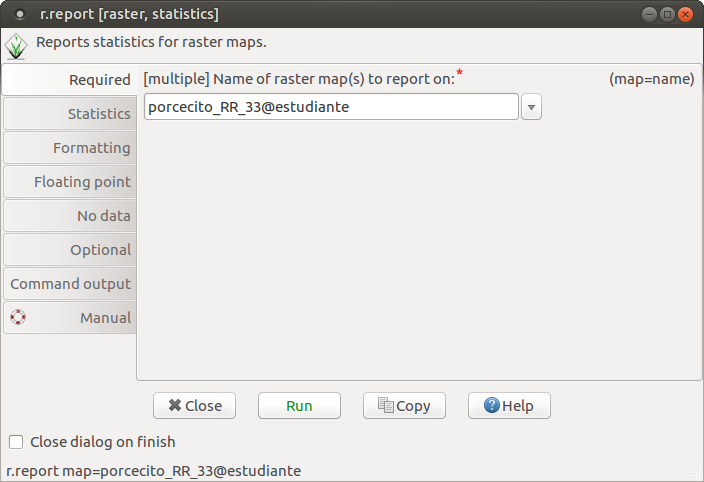 r.report [raster, statistics]
Reports statistics for raster maps.
Required
[multiple] Name of raster map(s) to report on:* (map=name)
porcecito_RR_33@estudiante
Statistics
Formatting
Floating point
No data
Optional
Command output
Manual
Close Run Copy Help
Close dialog on finish
r.report map=porcecito_RR_33@estudiante